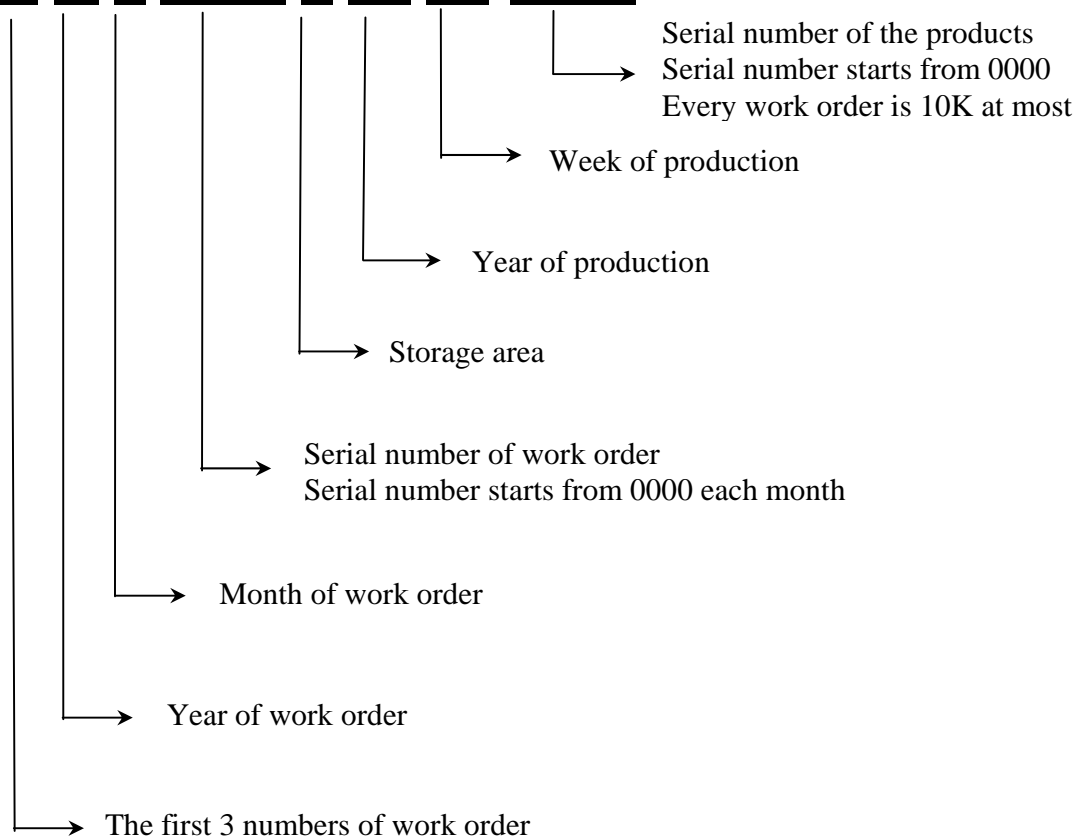 Serial number of the products
Serial number starts from 0000
Every work order is 10K at most
Week of production
Year of production
Storage area
Serial number of work order
Serial number starts from 0000 each month
Month of work order
Year of work order
The first 3 numbers of work order